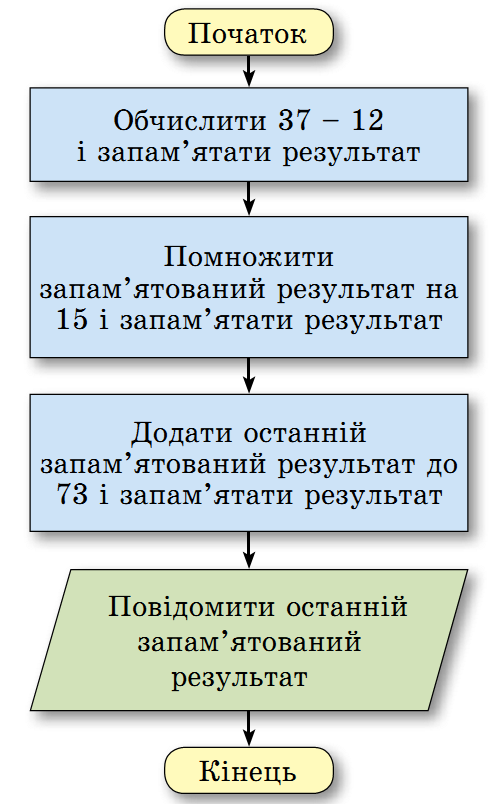 Початок
Обчислити 37 – 12
і запам’ятати результат
Помножити
запам’ятований результат на
15 і запам’ятати результат
Додати останній
запам’ятований результат до
73 і запам’ятати результат
Повідомити останній
запам’ятований
результат
Кінець